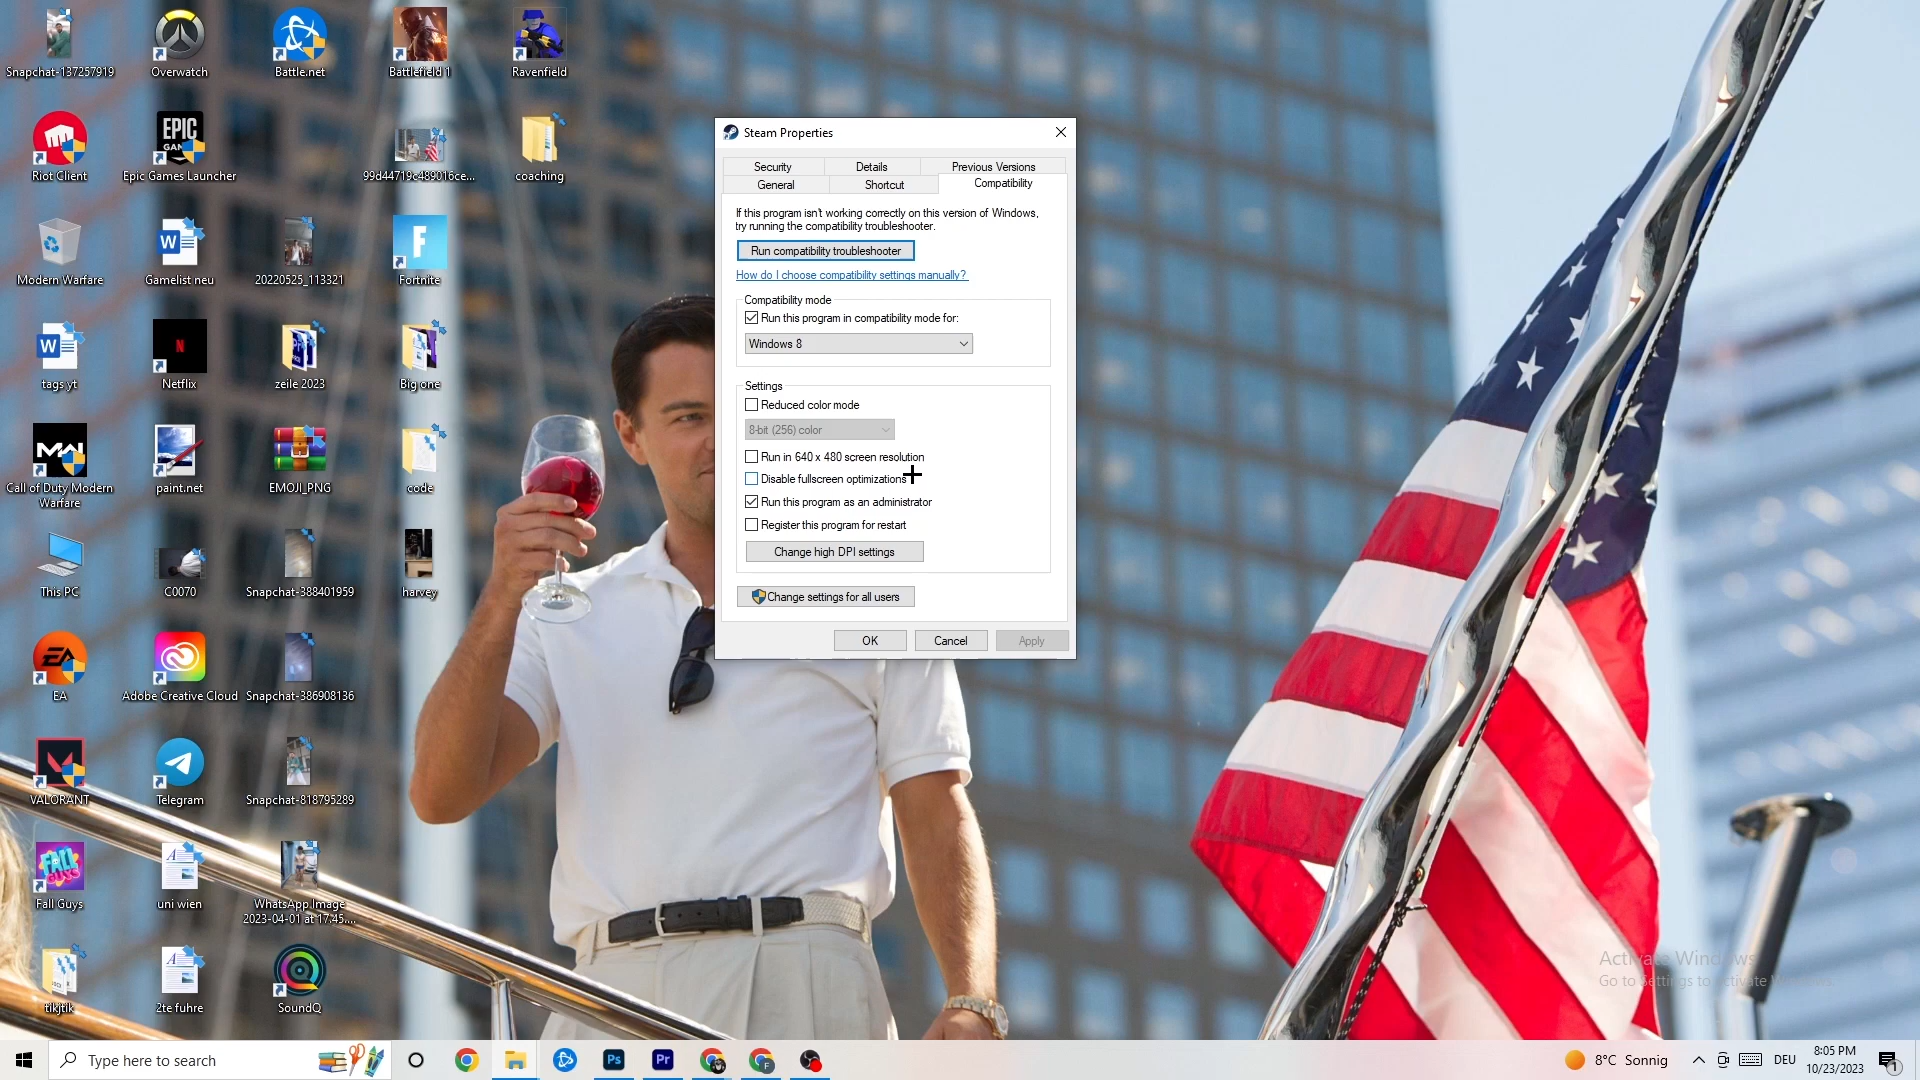 Snapchat-137257919
Overwatch
Battle.net
Battlefield 1
Ravenfield
Riot Client
EPIC
GAMES
Epic Games Launcher
99d44719c489016ce...
coaching
Modern Warfare
Gamelist neu
20220525_113321
Fortnite
tags yt
Netflix
zeile 2023
Big one
Call of Duty Modern
Warfare
paint.net
EMOJI_PNG
code
This PC
C0070
Snapchat-388401959
harvey
EA
Adobe Creative Cloud
Snapchat-386908136
VALORANT
Telegram
Snapchat-818795289
FALL
GUYS
Fall Guys
uni wien
WhatsApp Image
2023-04-01 at 17.45....
tikjtik
2te fuhre
SoundQ
Steam Properties
Security
Details
Previous Versions
General
Shortcut
Compatibility
If this program isn't working correctly on this version of Windows,
try running the compatibility troubleshooter.
Run compatibility troubleshooter
How do I choose compatibility settings manually?
Compatibility mode
Run this program in compatibility mode for:
Windows 8
Settings
Reduced color mode
8-bit (256) color
Run in 640 x 480 screen resolution
Disable fullscreen optimizations
Run this program as an administrator
Register this program for restart
Change high DPI settings
Change settings for all users
OK
Cancel
Apply
Activate Windows
Go to Settings to activate Windows.
Type here to search
Ps
Pr
F
8°C Sonnig
DEU
8:05 PM
10/23/2023
1